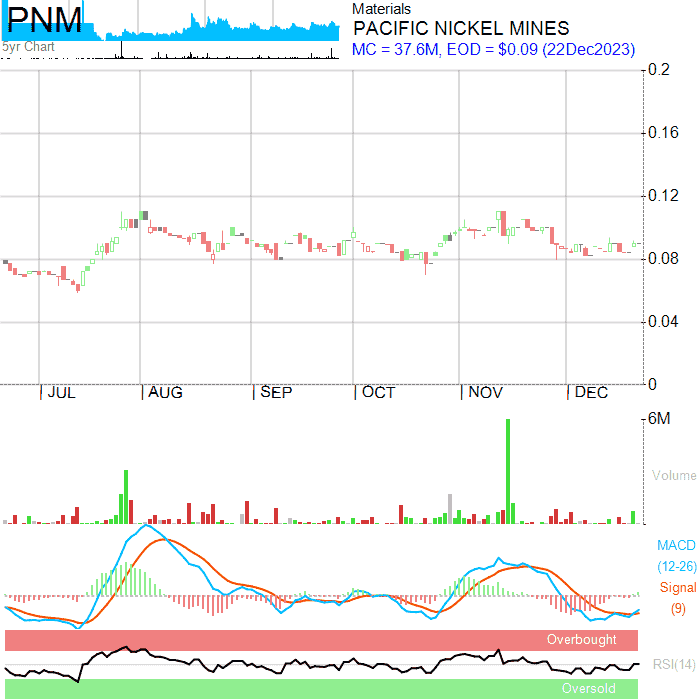 PNM
5yr Chart
Materials
PACIFIC NICKEL MINES
MC = 37.6M, EOD = $0.09 (22Dec2023)
0.2
0.16
0.12
0.08
0.04
0
JUL AUG SEP OCT NOV DEC
6M
Volume
MACD
(12-26)
Signal
(9)
Overbought
RSI(14)
Oversold